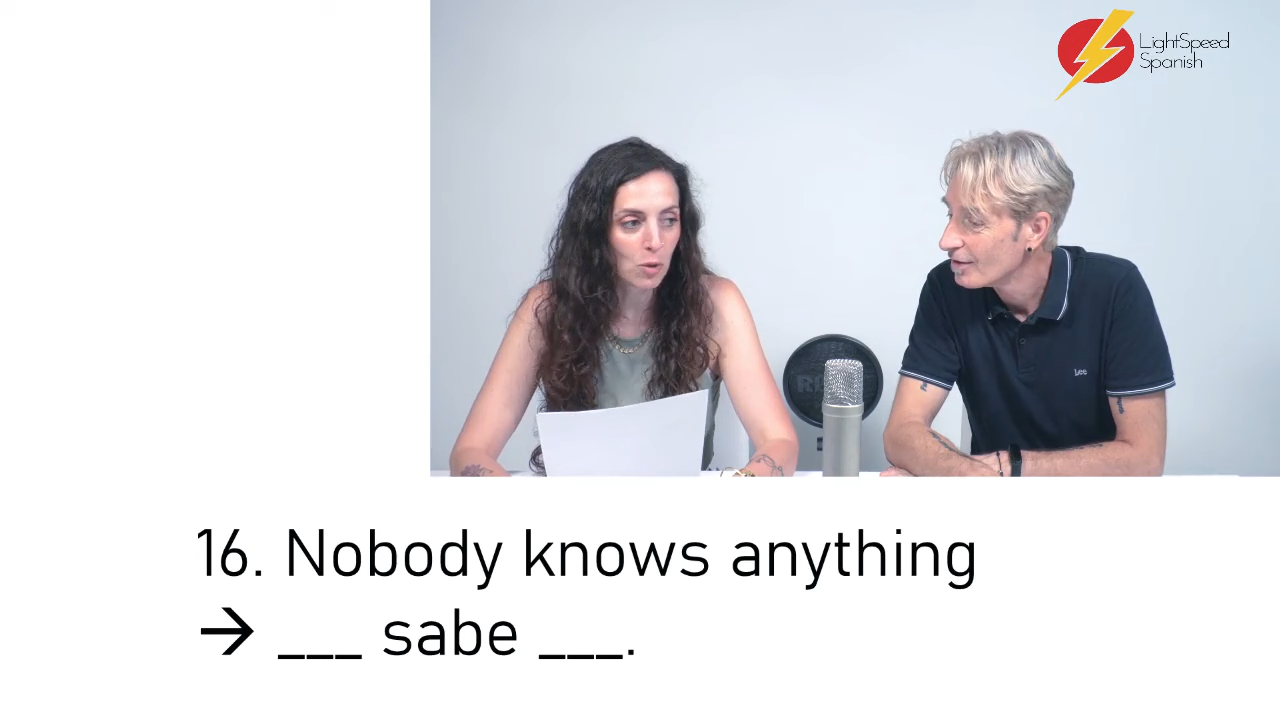 LightSpeed
Spanish
Lee
16. Nobody knows anything
→ ___ sabe ___.